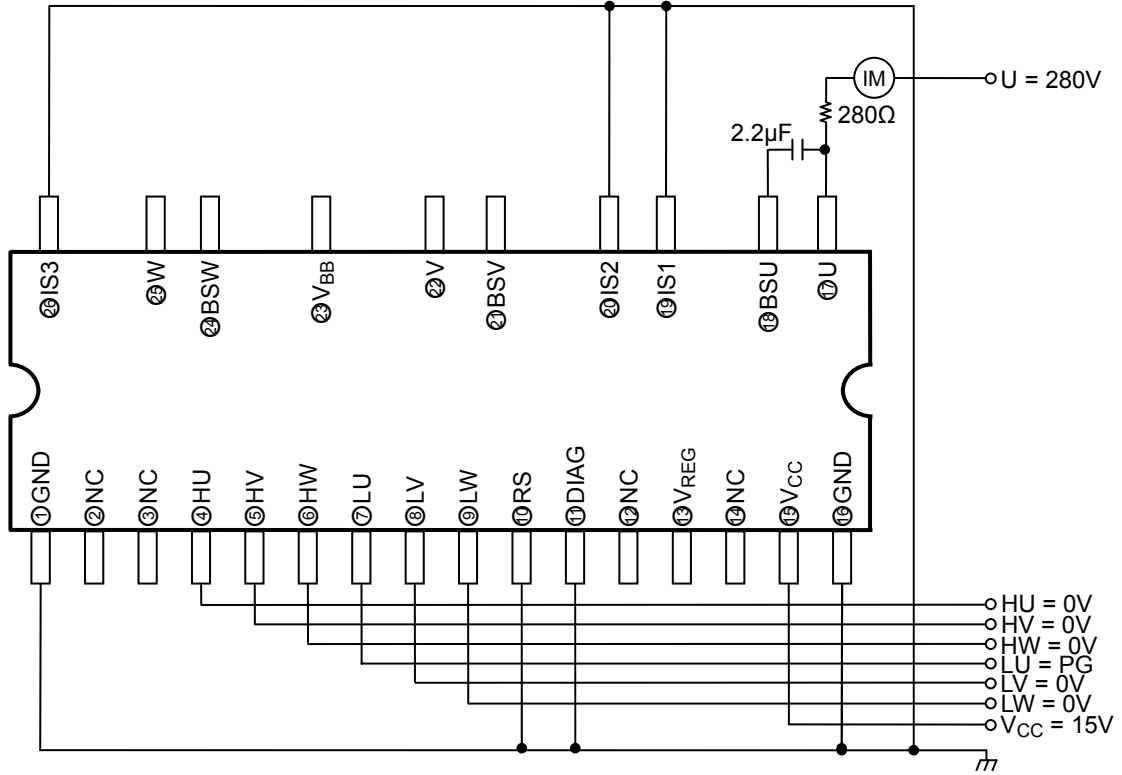 IM
U = 280V
280Ω
2.2µF
㉖IS3
㉕W
㉔BSW
㉓VBB
㉒V
㉑BSV
⑳IS2
⑲IS1
⑱BSU
⑰U
①GND
②NC
③NC
④HU
⑤HV
⑥HW
⑦LU
⑧LV
⑨LW
⑩RS
⑪DIAG
⑫NC
⑬VREG
⑭NC
⑮VCC
⑯GND
HU = 0V
HV = 0V
HW = 0V
LU = PG
LV = 0V
LW = 0V
VCC = 15V